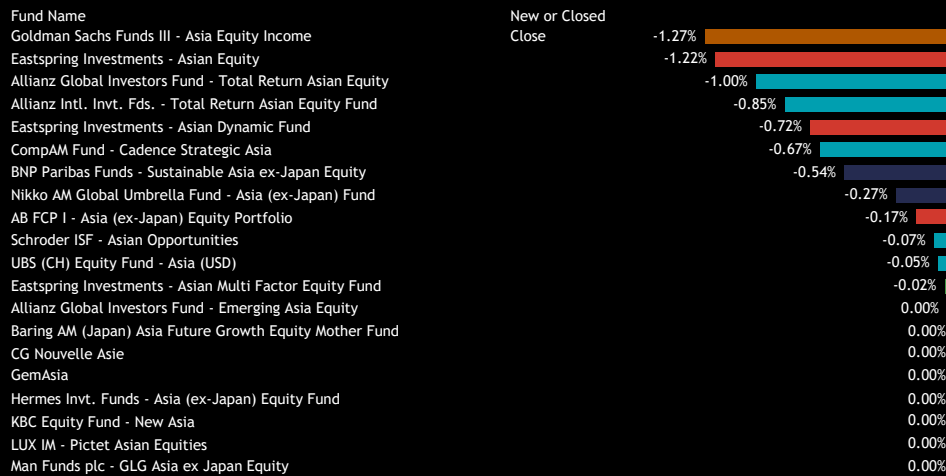 Fund Name New or Closed
Goldman Sachs Funds III - Asia Equity Income Close -1.27%
Eastspring Investments - Asian Equity -1.22%
Allianz Global Investors Fund - Total Return Asian Equity -1.00%
Allianz Intl. Invt. Fds. - Total Return Asian Equity Fund -0.85%
Eastspring Investments - Asian Dynamic Fund -0.72%
CompAM Fund - Cadence Strategic Asia -0.67%
BNP Paribas Funds - Sustainable Asia ex-Japan Equity -0.54%
Nikko AM Global Umbrella Fund - Asia (ex-Japan) Fund -0.27%
AB FCP I - Asia (ex-Japan) Equity Portfolio -0.17%
Schroder ISF - Asian Opportunities -0.07%
UBS (CH) Equity Fund - Asia (USD) -0.05%
Eastspring Investments - Asian Multi Factor Equity Fund -0.02%
Allianz Global Investors Fund - Emerging Asia Equity 0.00%
Baring AM (Japan) Asia Future Growth Equity Mother Fund 0.00%
CG Nouvelle Asie 0.00%
GemAsia 0.00%
Hermes Invt. Funds - Asia (ex-Japan) Equity Fund 0.00%
KBC Equity Fund - New Asia 0.00%
LUX IM - Pictet Asian Equities 0.00%
Man Funds plc - GLG Asia ex Japan Equity 0.00%